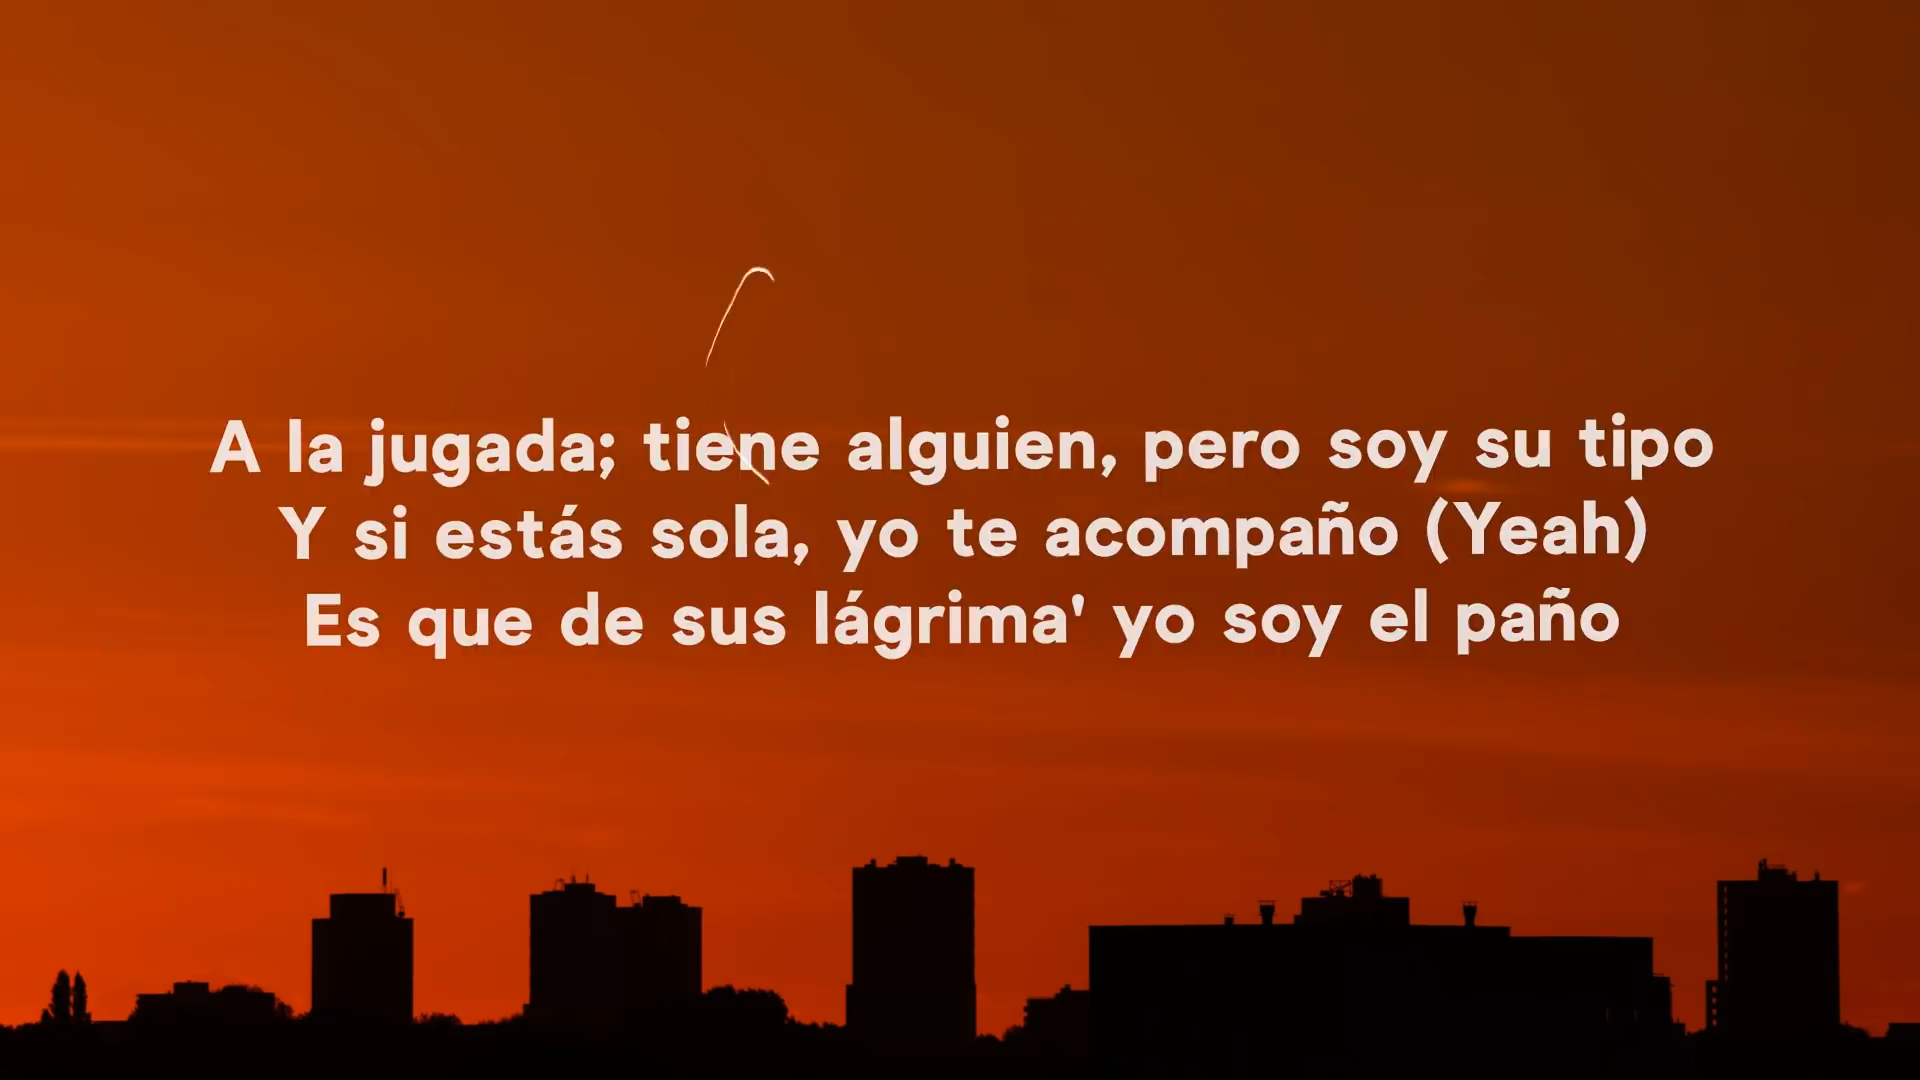 A la jugada; tiene alguien, pero soy su tipo
Y si estás sola, yo te acompaño (Yeah)
Es que de sus lágrima' yo soy el paño